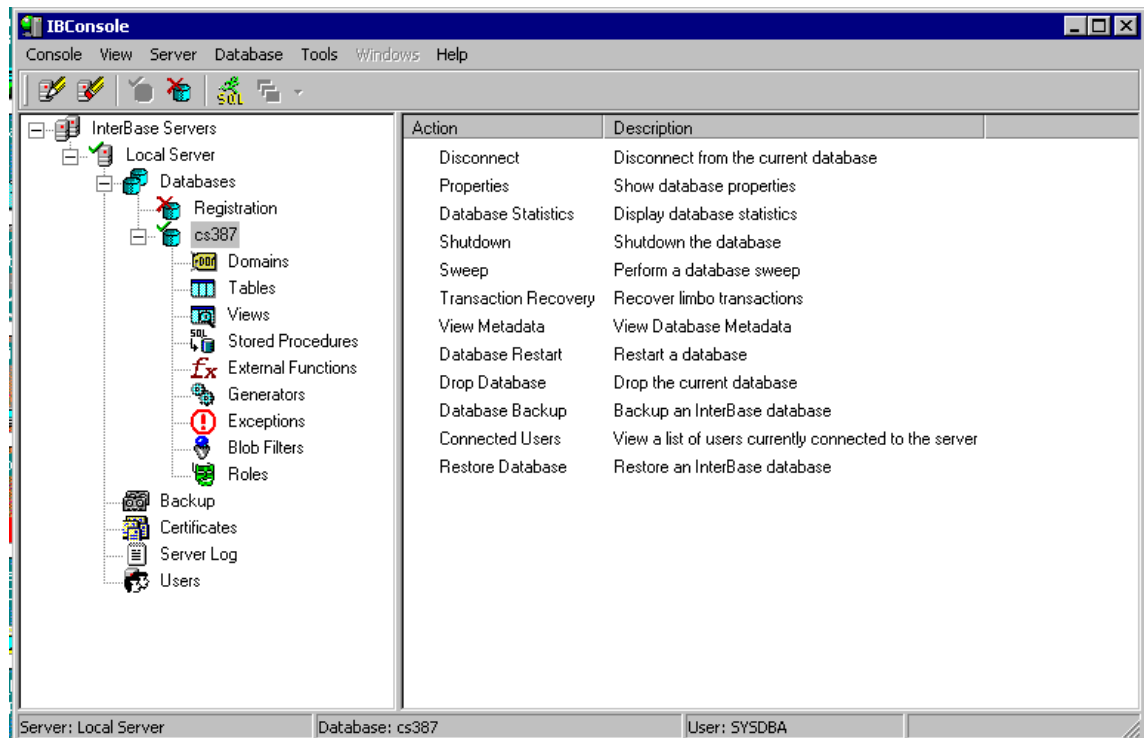 IBConsole
Console View Server Database Tools Windows Help
SQL
InterBase Servers
Local Server
Databases
Registration
cs387
Domains
Tables
Views
SQL
Stored Procedures
fx External Functions
Generators
Exceptions
Blob Filters
Roles
Backup
Certificates
Server Log
Users
Action Description
Disconnect Disconnect from the current database
Properties Show database properties
Database Statistics Display database statistics
Shutdown Shutdown the database
Sweep Perform a database sweep
Transaction Recovery Recover limbo transactions
View Metadata View Database Metadata
Database Restart Restart a database
Drop Database Drop the current database
Database Backup Backup an InterBase database
Connected Users View a list of users currently connected to the server
Restore Database Restore an InterBase database
Server: Local Server Database: cs387 User: SYSDBA